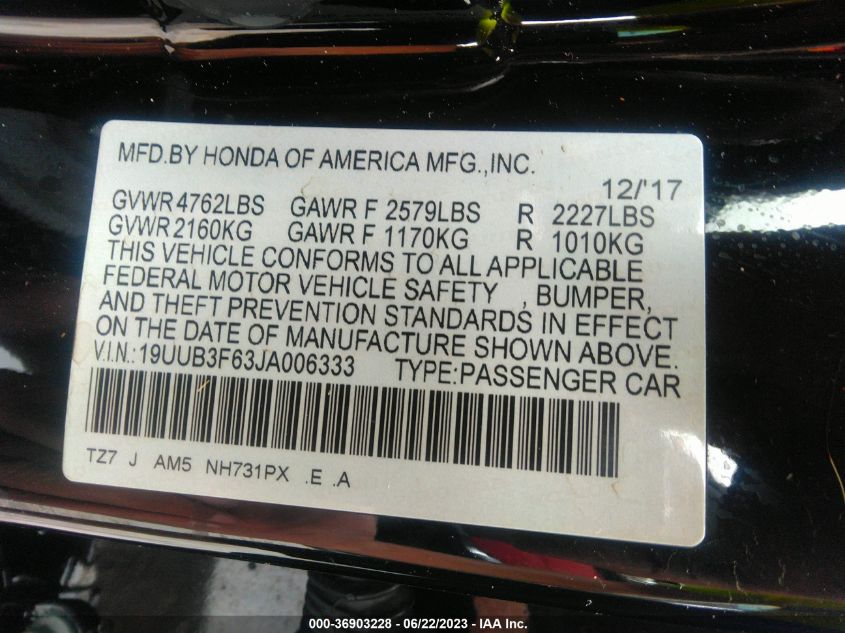 MFD.BY HONDA OF AMERICA MFG.,INC.
12/'17
GVWR 4762LBS GAWR F 2579LBS R 2227LBS
GVWR 2160KG GAWR F 1170KG R 1010KG
THIS VEHICLE CONFORMS TO ALL APPLICABLE
FEDERAL MOTOR VEHICLE SAFETY , BUMPER,
AND THEFT PREVENTION STANDARDS IN EFFECT
ON THE DATE OF MANUFACTURE SHOWN ABOVE.
V.I.N.:19UUB3F63JA006333 TYPE:PASSENGER CAR
TZ7 J AM5 NH731PX .E .A
000-36903228 - 06/22/2023 - IAA Inc.